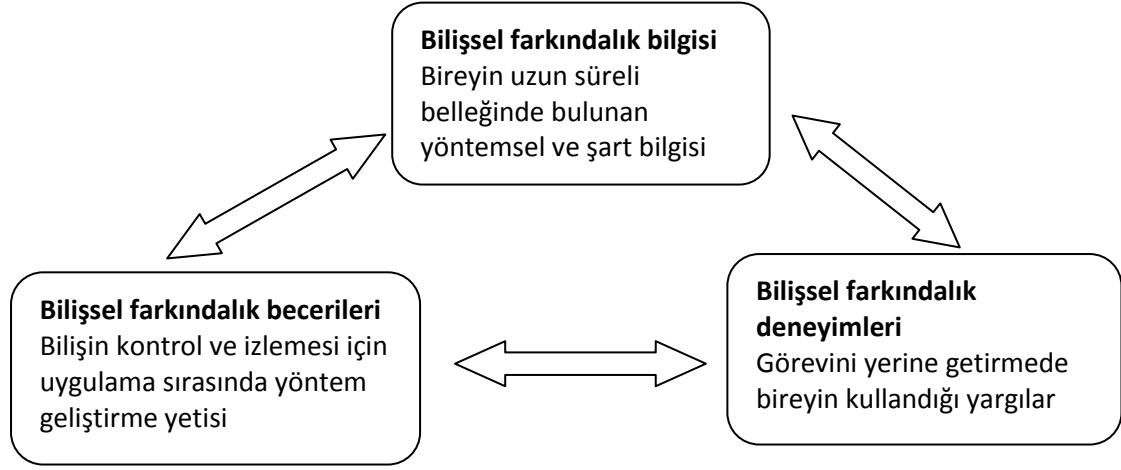 Bilişsel farkındalık bilgisi
Bireyin uzun süreli
belleğinde bulunan
yöntemsel ve şart bilgisi
Bilişsel farkındalık becerileri
Bilişin kontrol ve izlemesi için
uygulama sırasında yöntem
geliştirme yetisi
Bilişsel farkındalık
deneyimleri
Görevini yerine getirmede
bireyin kullandığı yargılar